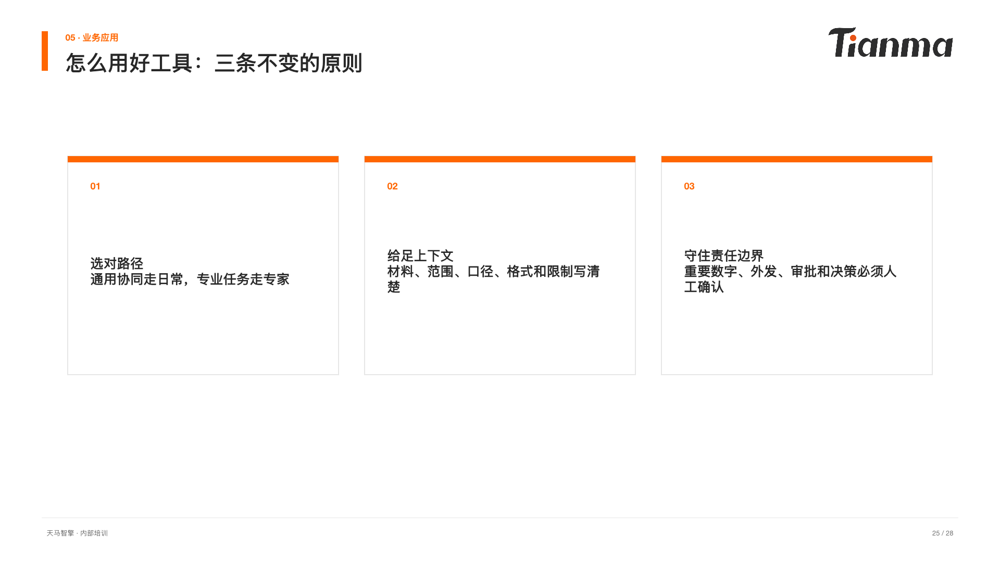 05 · 业务应用
怎么用好工具：三条不变的原则
Tianma
01
选对路径
通用协同走日常，专业任务走专家
02
给足上下文
材料、范围、口径、格式和限制写清
楚
03
守住责任边界
重要数字、外发、审批和决策必须人
工确认
天马智擎 · 内部培训
25 / 28